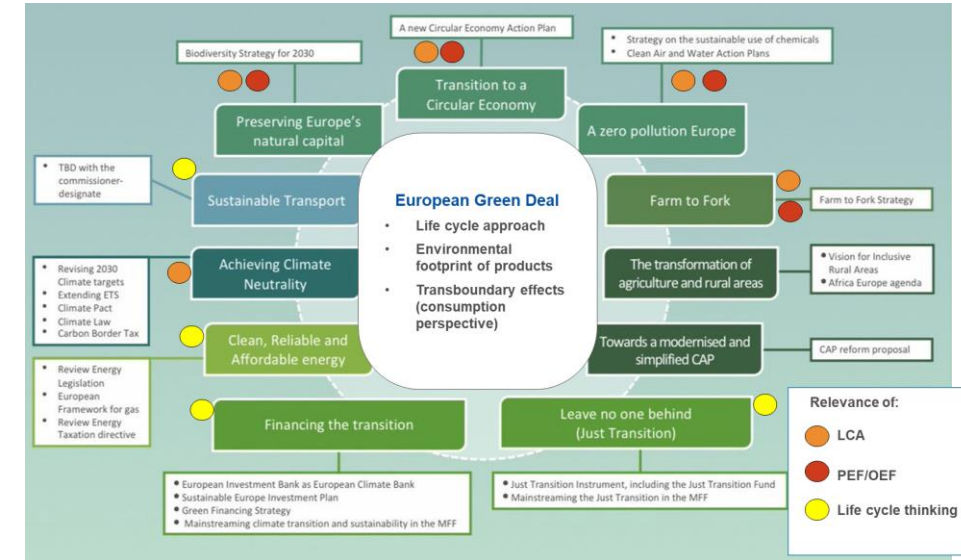 A new Circular Economy Action Plan
Biodiversity Strategy for 2030
• Strategy on the sustainable use of chemicals
• Clean Air and Water Action Plans
Transition to a
Circular Economy
Preserving Europe's
natural capital
A zero pollution Europe
• TBD with the
commissioner-
designate
Sustainable Transport
European Green Deal
• Life cycle approach
• Environmental
footprint of products
• Transboundary effects
(consumption
perspective)
Farm to Fork
Farm to Fork Strategy
Achieving Climate
Neutrality
• Revising 2030
Climate targets
• Extending ETS
• Climate Pact
• Climate Law
• Carbon Border Tax
The transformation of
agriculture and rural areas
• Vision for Inclusive
Rural Areas
• Africa Europe agenda
Clean, Reliable and
Affordable energy
• Review Energy
Legislation
• European
Framework for gas
• Review Energy
Taxation directive
Towards a modernised and
simplified CAP
CAP reform proposal
Financing the transition
Leave no one behind
(Just Transition)
• European Investment Bank as European Climate Bank
• Sustainable Europe Investment Plan
• Green Financing Strategy
• Mainstreaming climate transition and sustainability in the MFF
• Just Transition Instrument, including the Just Transition Fund
• Mainstreaming the Just Transition in the MFF
Relevance of:
LCA
PEF/OEF
Life cycle thinking